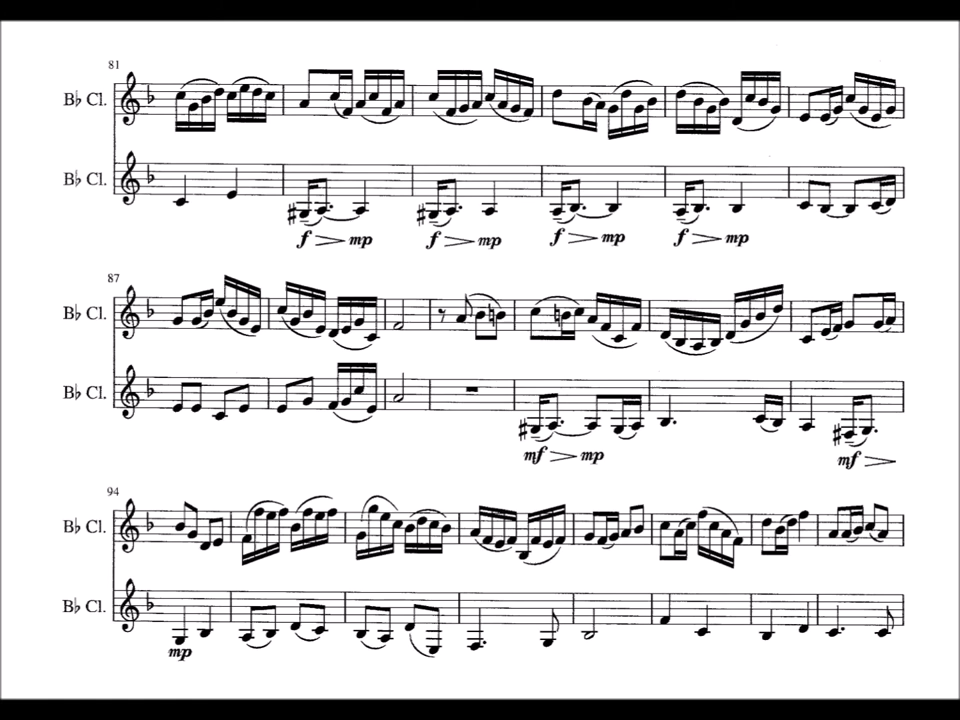 81
B♭ Cl.
B♭ Cl.
f mp f mp f mp f mp
87
B♭ Cl.
B♭ Cl.
mf mp mf
94
B♭ Cl.
B♭ Cl.
mp